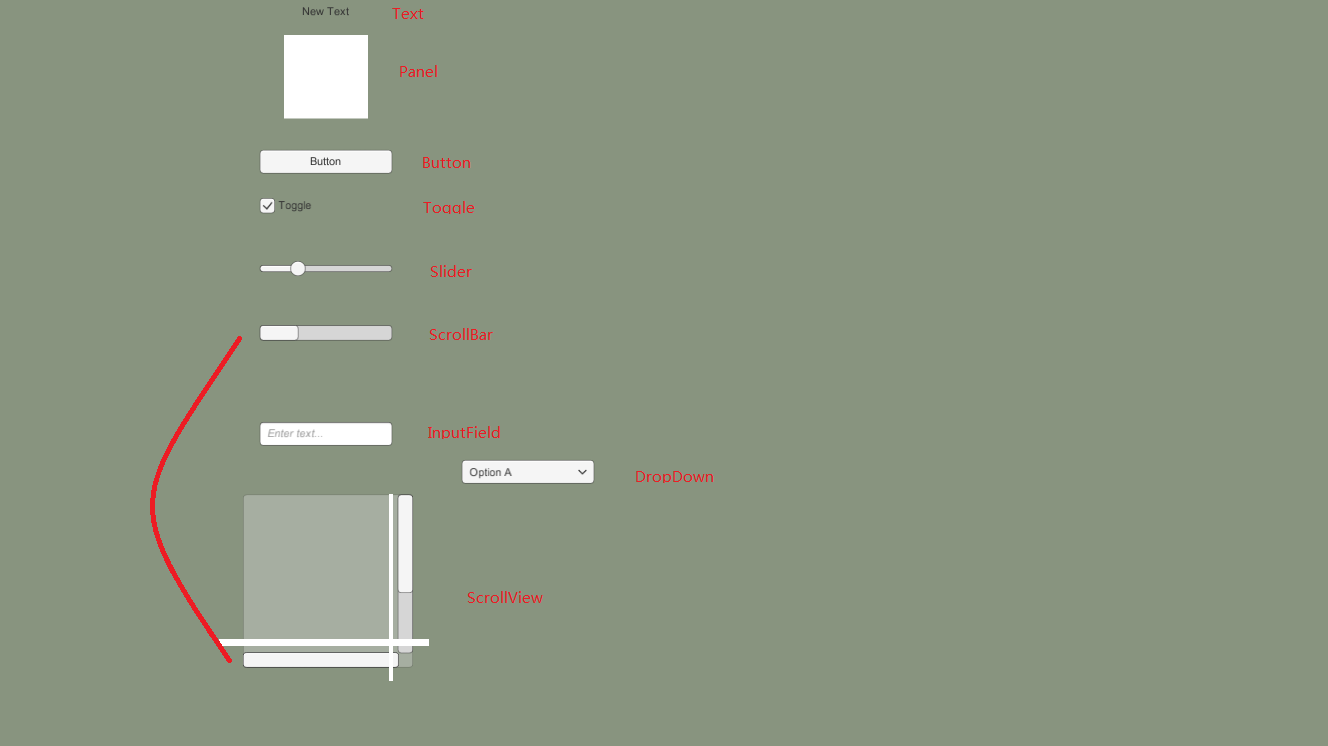 New Text
Text
Panel
Button
Button
Toggle
Toggle
Slider
ScrollBar
Enter text...
InputField
Option A
DropDown
ScrollView